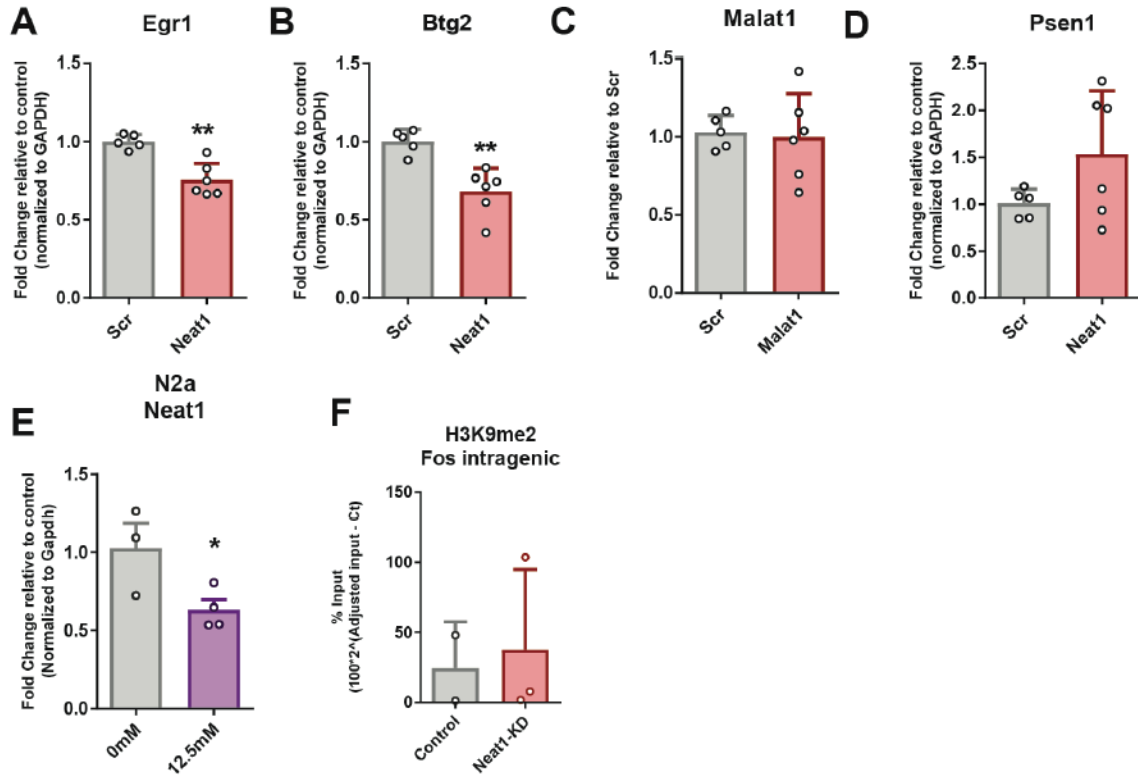 A
Egr1
Fold Change relative to control
(normalized to GAPDH)
1.5
1.0
0.5
0.0
**
Scr
Neat1
B
Btg2
Fold Change relative to control
(normalized to GAPDH)
1.5
1.0
0.5
0.0
**
Scr
Neat1
C
Malat1
Fold Change relative to Scr
1.5
1.0
0.5
0.0
Scr
Malat1
D
Psen1
Fold Change relative to control
(normalized to GAPDH)
2.5
2.0
1.5
1.0
0.5
0.0
Scr
Neat1
E
N2a
Neat1
Fold Change relative to control
(Normalized to Gapdh)
1.5
1.0
0.5
0.0
*
0mM
12.5mM
F
H3K9me2
Fos intragenic
% Input
(100*2^(Adjusted input - Ct)
150
100
50
0
Control
Neat1-KD